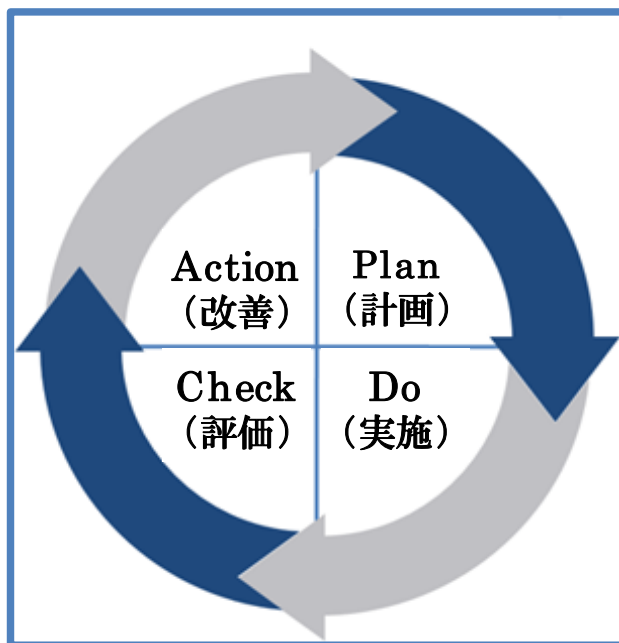 Action
（改善）
Plan
（計画）
Check
（評価）
Do
（実施）